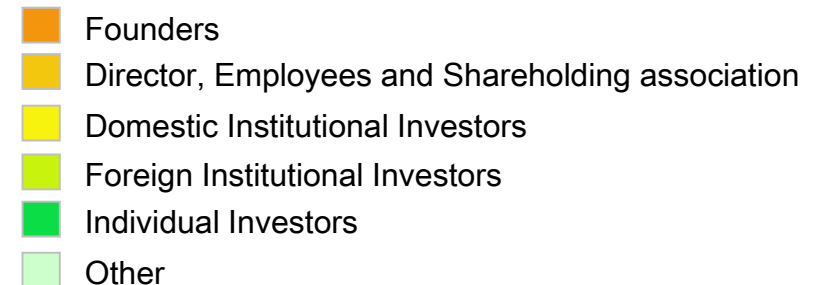 Founders
Director, Employees and Shareholding association
Domestic Institutional Investors
Foreign Institutional Investors
Individual Investors
Other